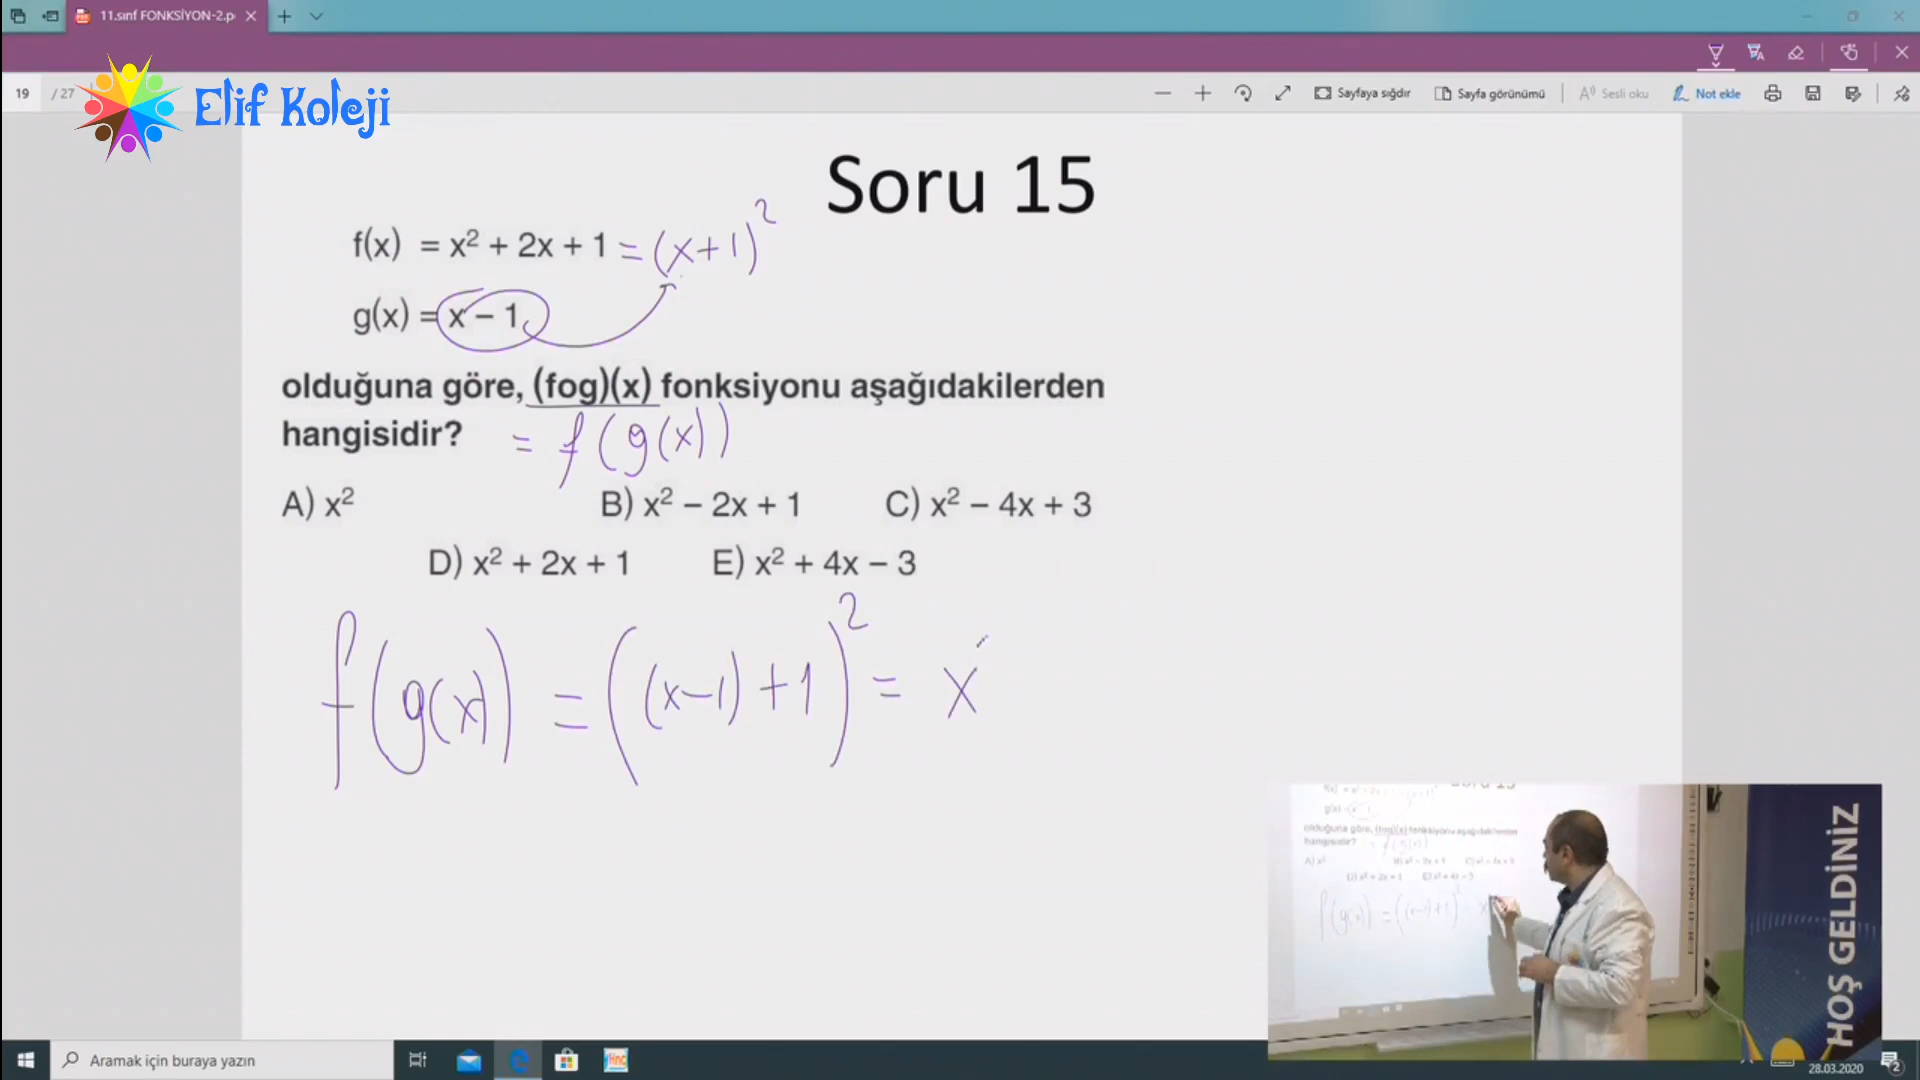 11.sınıf FONKSİYON-2.p
19 / 27
Sayfaya sığdır
Sayfa görünümü
Sesli oku
Not ekle
Elif Koleji
Soru 15
f(x) = x² + 2x + 1 = (x+1)²
g(x) = x − 1
olduğuna göre, (fog)(x) fonksiyonu aşağıdakilerden
hangisidir? = f(g(x))
A) x² B) x² − 2x + 1 C) x² − 4x + 3
D) x² + 2x + 1 E) x² + 4x − 3
f(g(x)) = ((x−1)+1)² = x
HOŞ GELDİNİZ
Aramak için buraya yazın
28.03.2020
2